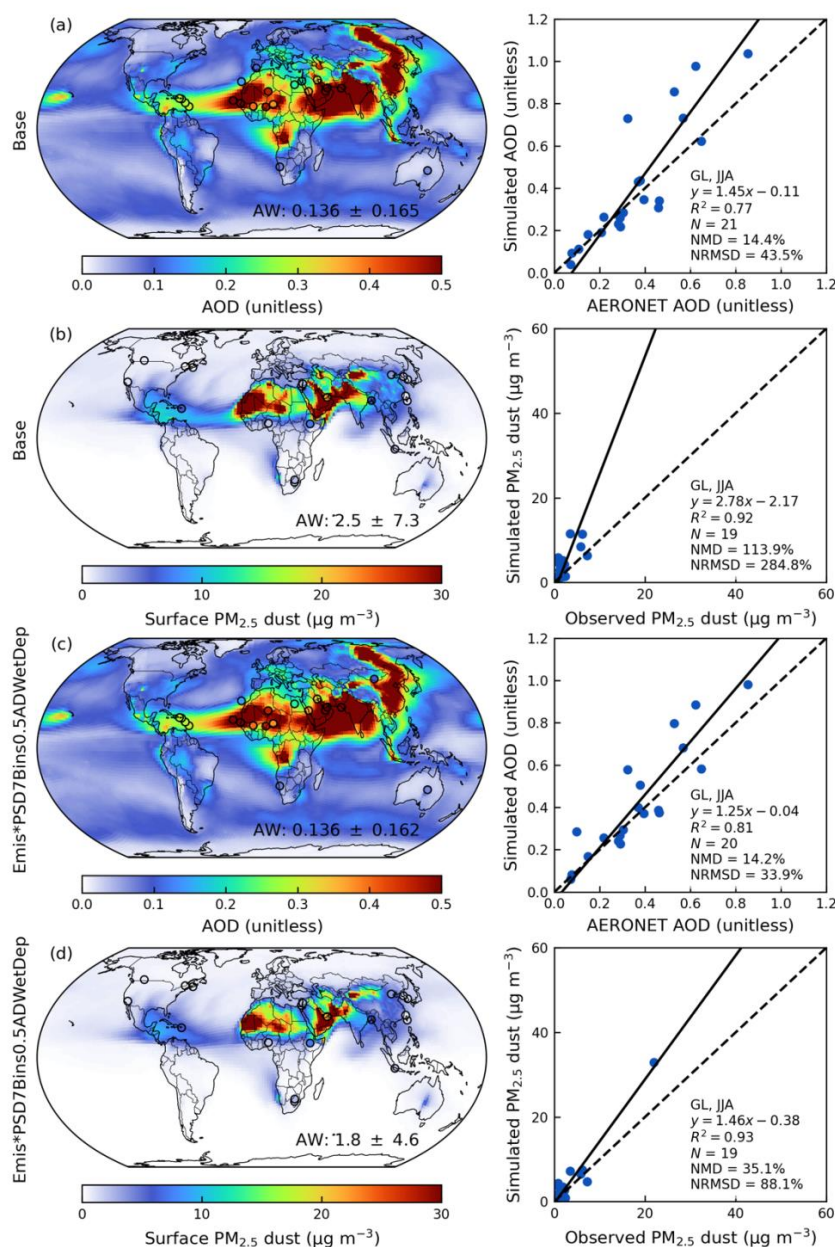 (a)
Base
AW: 0.136 ± 0.165
0.0 0.1 0.2 0.3 0.4 0.5
AOD (unitless)
Simulated AOD (unitless)
1.2
1.0
0.8
0.6
0.4
0.2
0.0
GL, JJA
y = 1.45x − 0.11
R² = 0.77
N = 21
NMD = 14.4%
NRMSD = 43.5%
0.0 0.2 0.4 0.6 0.8 1.0 1.2
AERONET AOD (unitless)
(b)
Base
AW: 2.5 ± 7.3
0 10 20 30
Surface PM₂.₅ dust (μg m⁻³)
Simulated PM₂.₅ dust (μg m⁻³)
60
40
20
0
GL, JJA
y = 2.78x − 2.17
R² = 0.92
N = 19
NMD = 113.9%
NRMSD = 284.8%
0 20 40 60
Observed PM₂.₅ dust (μg m⁻³)
(c)
Emis*PSD7Bins0.5ADWetDep
AW: 0.136 ± 0.162
0.0 0.1 0.2 0.3 0.4 0.5
AOD (unitless)
Simulated AOD (unitless)
1.2
1.0
0.8
0.6
0.4
0.2
0.0
GL, JJA
y = 1.25x − 0.04
R² = 0.81
N = 20
NMD = 14.2%
NRMSD = 33.9%
0.0 0.2 0.4 0.6 0.8 1.0 1.2
AERONET AOD (unitless)
(d)
Emis*PSD7Bins0.5ADWetDep
AW: 1.8 ± 4.6
0 10 20 30
Surface PM₂.₅ dust (μg m⁻³)
Simulated PM₂.₅ dust (μg m⁻³)
60
40
20
0
GL, JJA
y = 1.46x − 0.38
R² = 0.93
N = 19
NMD = 35.1%
NRMSD = 88.1%
0 20 40 60
Observed PM₂.₅ dust (μg m⁻³)